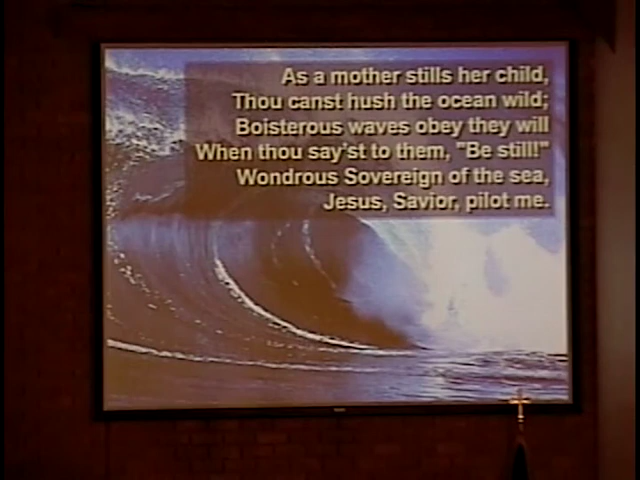 As a mother stills her child,
Thou canst hush the ocean wild;
Boisterous waves obey they will
When thou say'st to them, "Be still!"
Wondrous Sovereign of the sea,
Jesus, Savior, pilot me.